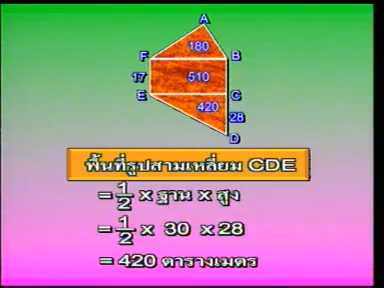 A
180
F B
17 510
E C
420
28
D
พื้นที่รูปสามเหลี่ยม CDE
= 1/2 x ฐาน x สูง
= 1/2 x 30 x 28
= 420 ตารางเมตร